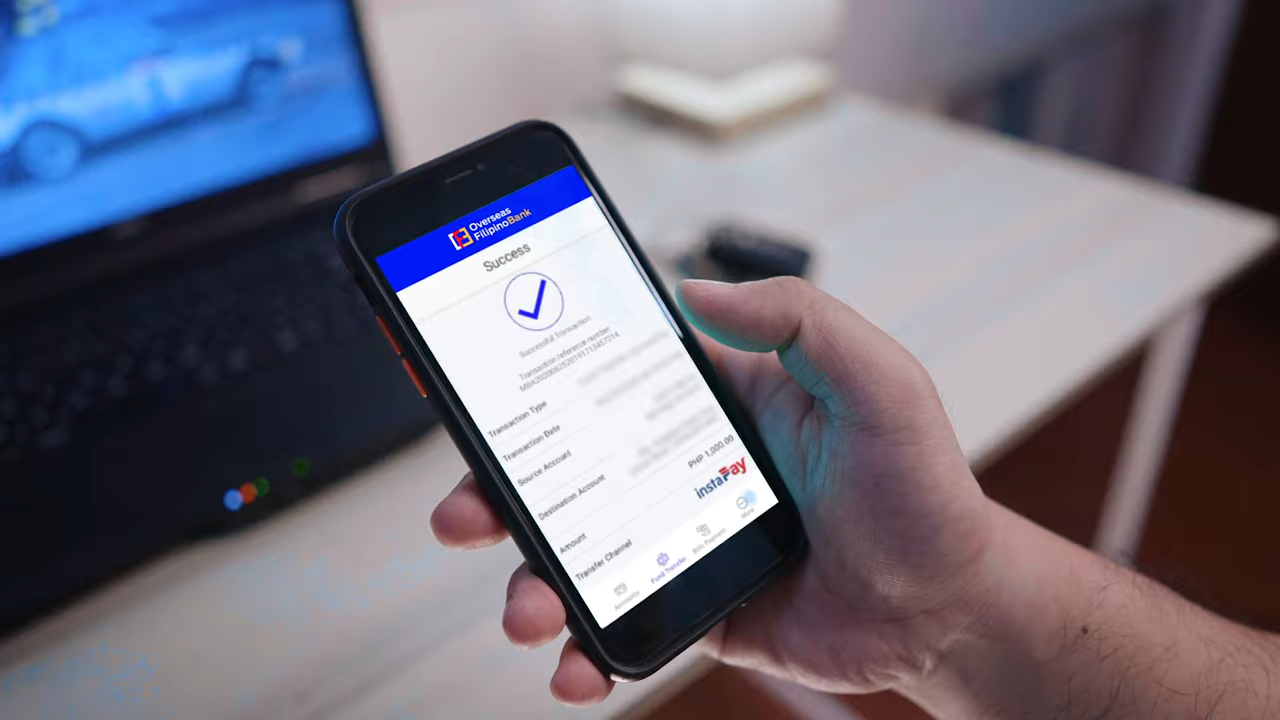 Overseas
FilipinoBank
Success
Successful Transaction
Transaction reference number
Transaction Type
Transaction Date
Source Account
Destination Account
Amount
PHP 1,000.00
Transfer Channel
instaPay
Accounts
Fund Transfer
Bills Payment
More